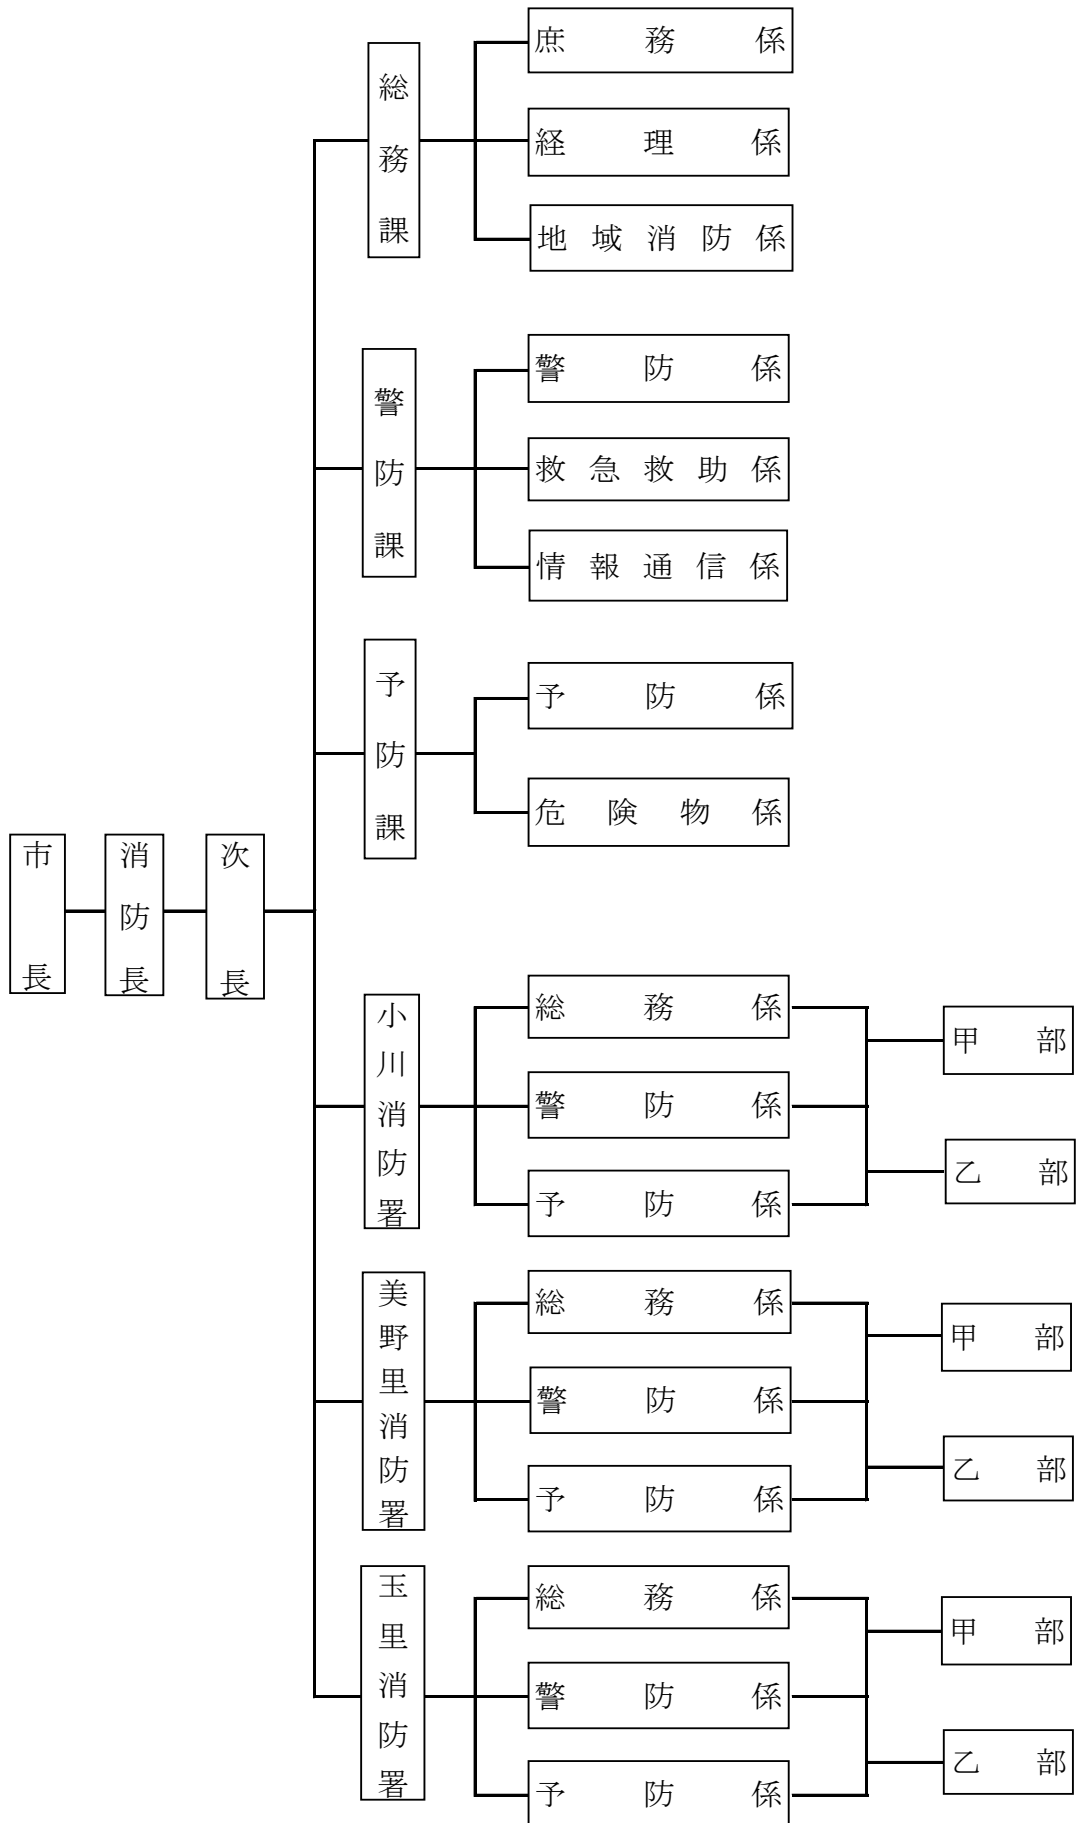 市長
消防長
次長
総務課
庶務係
経理係
地域消防係
警防課
警防係
救急救助係
情報通信係
予防課
予防係
危険物係
小川消防署
総務係
警防係
予防係
甲部
乙部
美野里消防署
総務係
警防係
予防係
甲部
乙部
玉里消防署
総務係
警防係
予防係
甲部
乙部